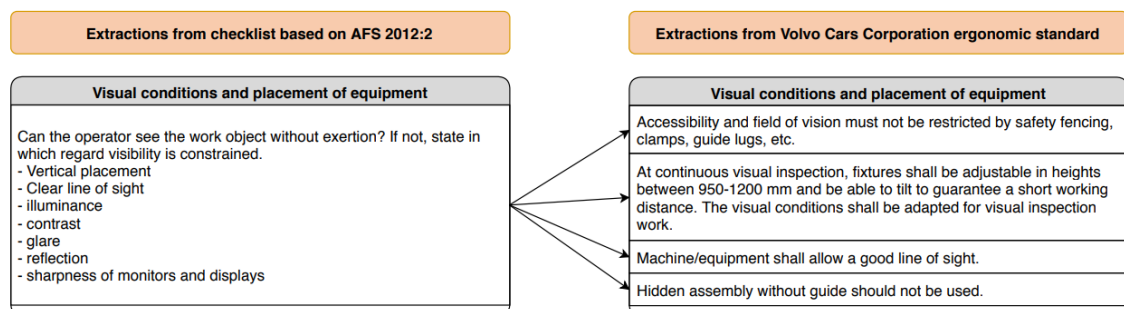 Extractions from checklist based on AFS 2012:2
Visual conditions and placement of equipment
Can the operator see the work object without exertion? If not, state in
which regard visibility is constrained.
- Vertical placement
- Clear line of sight
- illuminance
- contrast
- glare
- reflection
- sharpness of monitors and displays
Extractions from Volvo Cars Corporation ergonomic standard
Visual conditions and placement of equipment
Accessibility and field of vision must not be restricted by safety fencing,
clamps, guide lugs, etc.
At continuous visual inspection, fixtures shall be adjustable in heights
between 950-1200 mm and be able to tilt to guarantee a short working
distance. The visual conditions shall be adapted for visual inspection
work.
Machine/equipment shall allow a good line of sight.
Hidden assembly without guide should not be used.